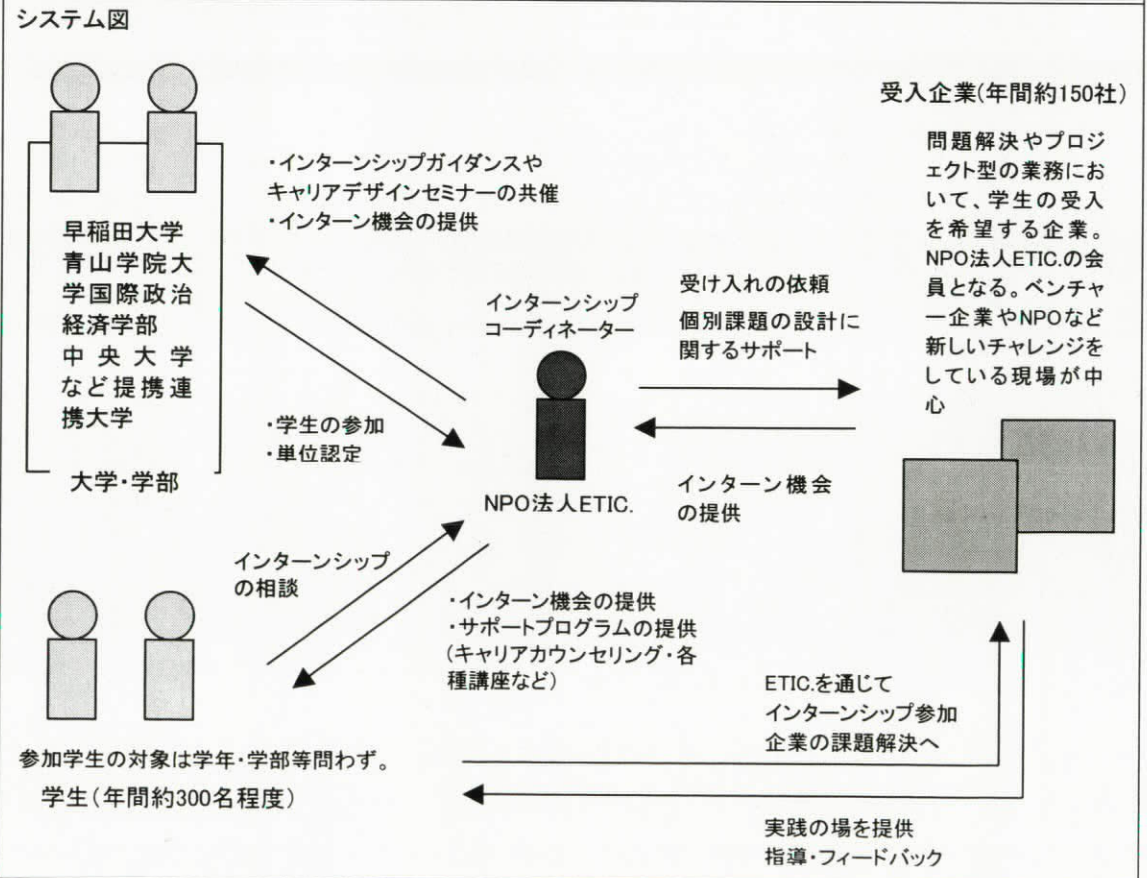 システム図
・インターンシップガイダンスや
キャリアデザインセミナーの共催
・インターン機会の提供
早稲田大学
青山学院大
学国際政治
経済学部
中央大学
など提携連
携大学
大学・学部
・学生の参加
・単位認定
インターンシップ
コーディネーター
NPO法人ETIC.
受け入れの依頼
個別課題の設計に
関するサポート
インターン機会
の提供
受入企業(年間約150社)
問題解決やプロジ
ェクト型の業務にお
いて、学生の受入
を希望する企業。
NPO法人ETIC.の会
員となる。ベンチャ
ー企業やNPOなど
新しいチャレンジを
している現場が中
心
インターンシップ
の相談
・インターン機会の提供
・サポートプログラムの提供
(キャリアカウンセリング・各
種講座など)
参加学生の対象は学年・学部等問わず。
学生(年間約300名程度)
ETIC.を通じて
インターンシップ参加
企業の課題解決へ
実践の場を提供
指導・フィードバック